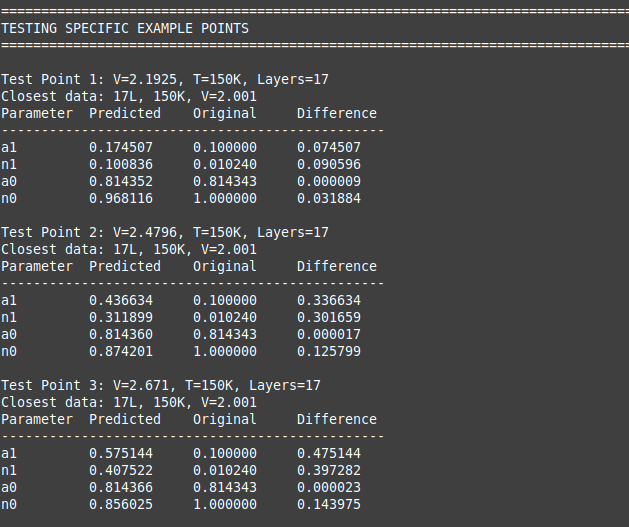 ==============================================================================
TESTING SPECIFIC EXAMPLE POINTS
==============================================================================
Test Point 1: V=2.1925, T=150K, Layers=17
Closest data: 17L, 150K, V=2.001
Parameter  Predicted    Original     Difference
------------------------------------------------
a1         0.174507     0.100000     0.074507
n1         0.100836     0.010240     0.090596
a0         0.814352     0.814343     0.000009
n0         0.968116     1.000000     0.031884
Test Point 2: V=2.4796, T=150K, Layers=17
Closest data: 17L, 150K, V=2.001
Parameter  Predicted    Original     Difference
------------------------------------------------
a1         0.436634     0.100000     0.336634
n1         0.311899     0.010240     0.301659
a0         0.814360     0.814343     0.000017
n0         0.874201     1.000000     0.125799
Test Point 3: V=2.671, T=150K, Layers=17
Closest data: 17L, 150K, V=2.001
Parameter  Predicted    Original     Difference
------------------------------------------------
a1         0.575144     0.100000     0.475144
n1         0.407522     0.010240     0.397282
a0         0.814366     0.814343     0.000023
n0         0.856025     1.000000     0.143975